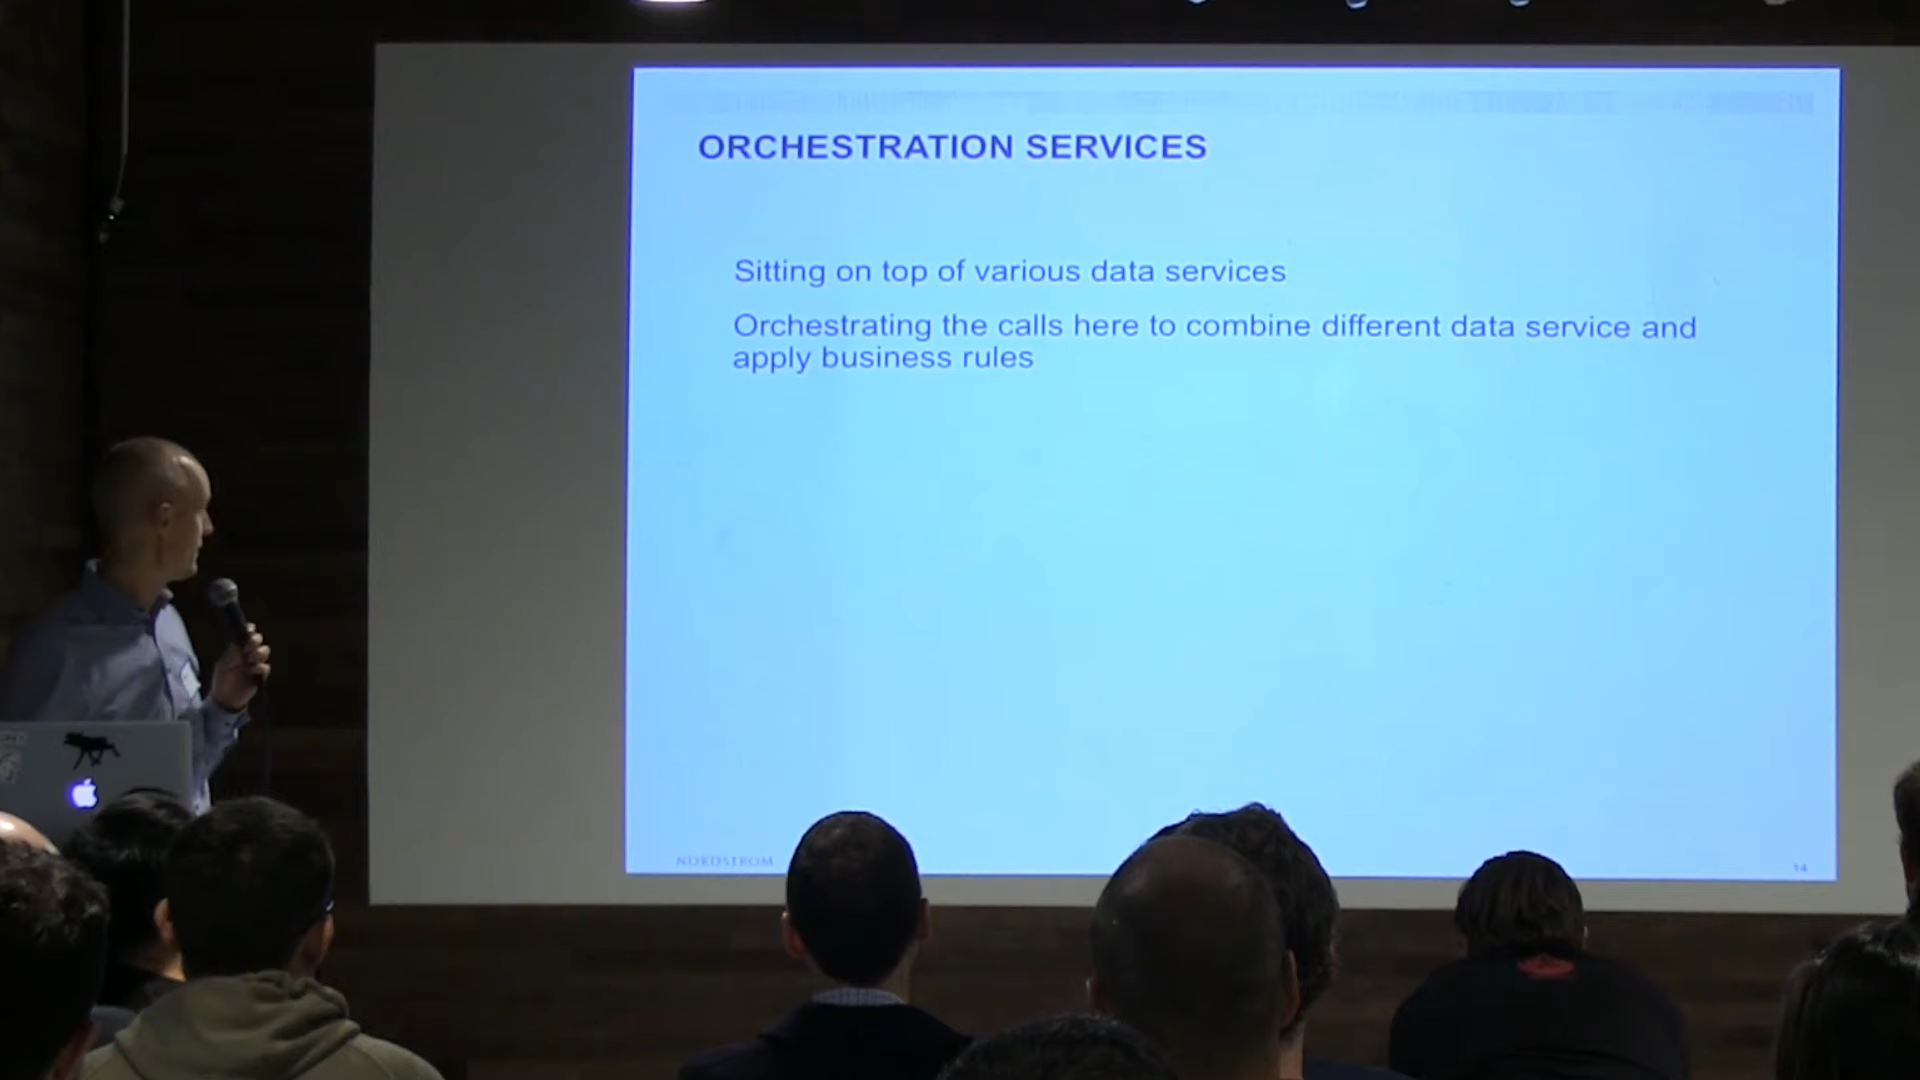 ORCHESTRATION SERVICES
Sitting on top of various data services
Orchestrating the calls here to combine different data service and
apply business rules
NORDSTROM
14